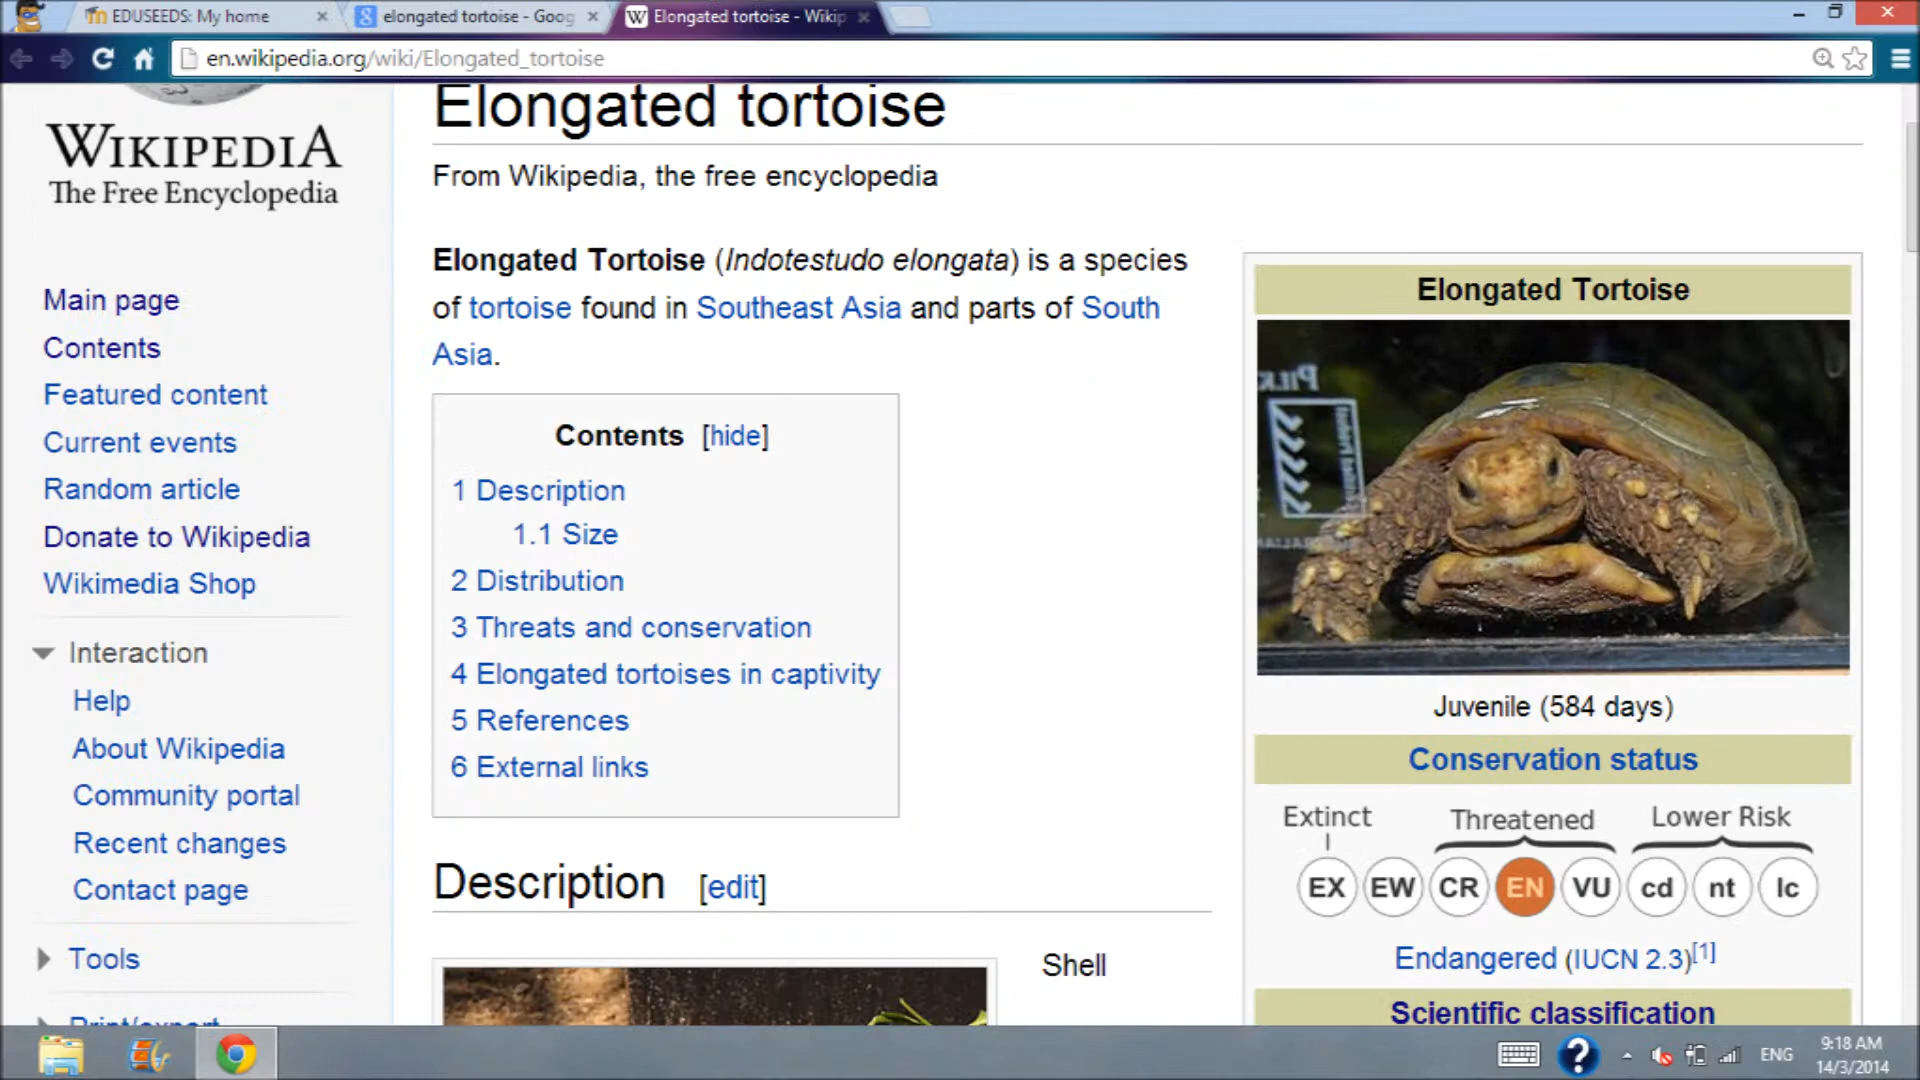 EDUSEEDS: My home
elongated tortoise - Goog
Elongated tortoise - Wikip
en.wikipedia.org/wiki/Elongated_tortoise
WIKIPEDIA
The Free Encyclopedia
Main page
Contents
Featured content
Current events
Random article
Donate to Wikipedia
Wikimedia Shop
Interaction
Help
About Wikipedia
Community portal
Recent changes
Contact page
Tools
Print/export
Elongated tortoise
From Wikipedia, the free encyclopedia
Elongated Tortoise (Indotestudo elongata) is a species
of tortoise found in Southeast Asia and parts of South
Asia.
Contents [hide]
1 Description
1.1 Size
2 Distribution
3 Threats and conservation
4 Elongated tortoises in captivity
5 References
6 External links
Description [edit]
Shell
Elongated Tortoise
Juvenile (584 days)
Conservation status
Extinct Threatened Lower Risk
EX EW CR EN VU cd nt lc
Endangered (IUCN 2.3)[1]
Scientific classification
ENG
9:18 AM
14/3/2014